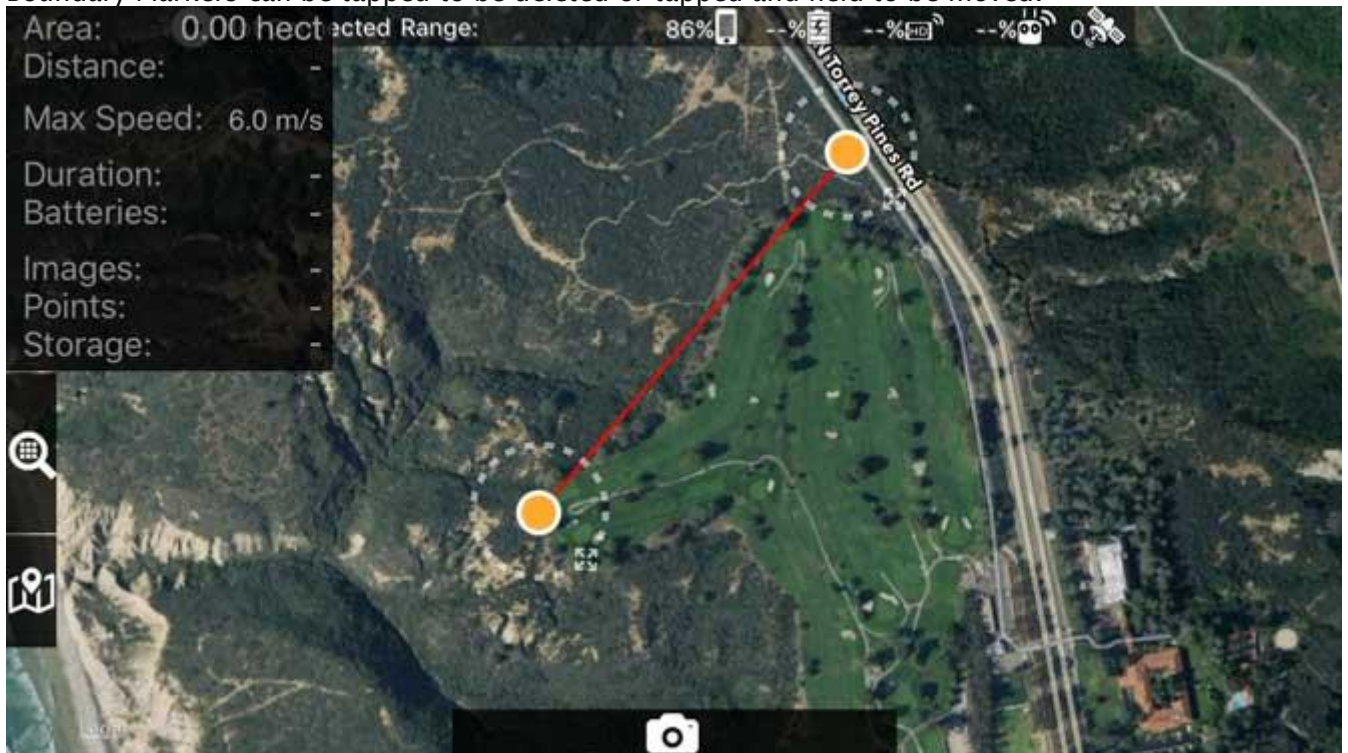 Boundary Markers can be tapped to be deleted or tapped and held to be moved.
Area: 0.00 hect
ected Range: 86% --% --% HD --% 0
Distance: -
Max Speed: 6.0 m/s
Duration: -
Batteries: -
Images: -
Points: -
Storage: -
N Torrey Pines Rd